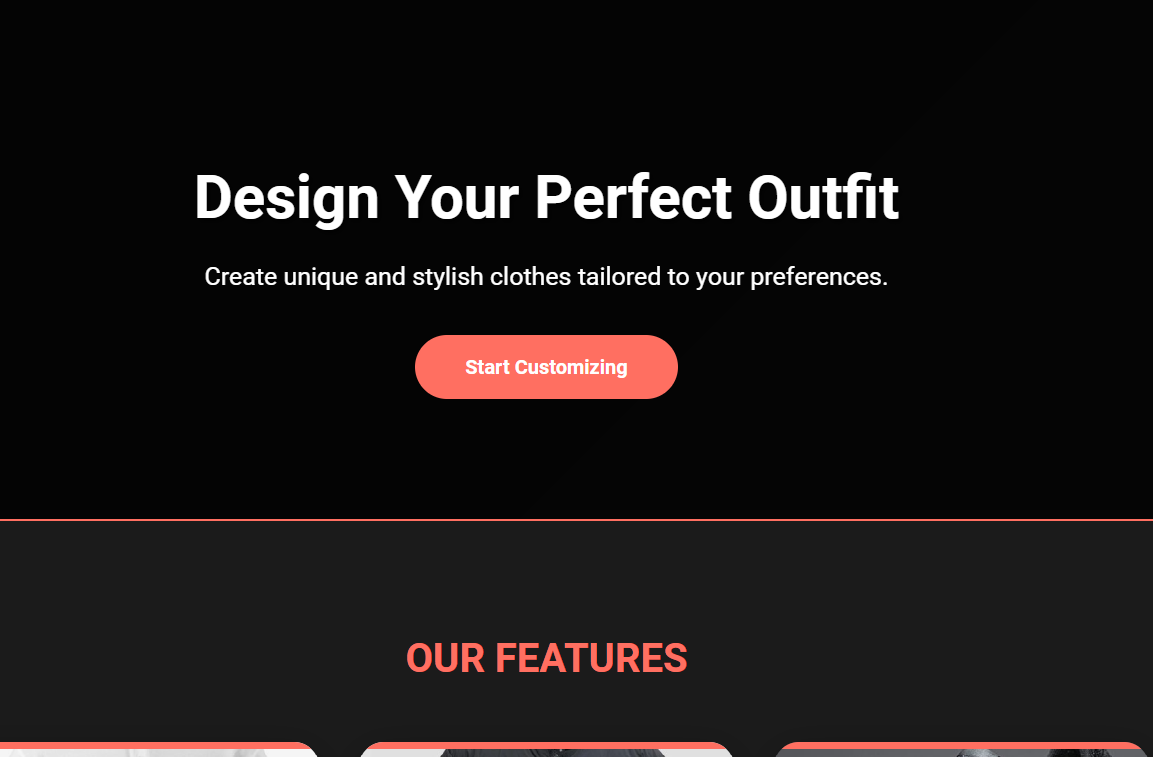 Design Your Perfect Outfit
Create unique and stylish clothes tailored to your preferences.
Start Customizing
OUR FEATURES